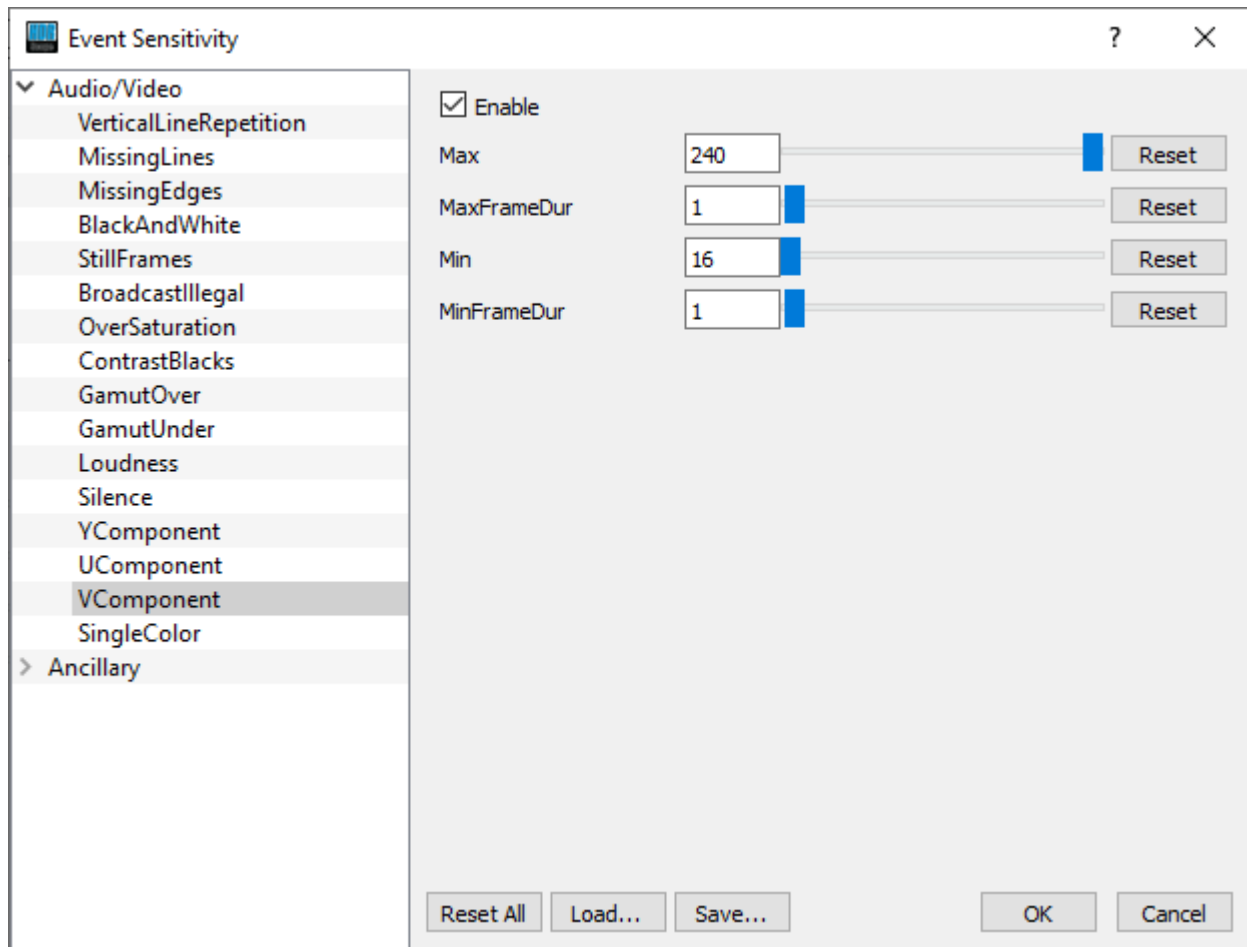 Event Sensitivity ?
Audio/Video
VerticalLineRepetition
MissingLines
MissingEdges
BlackAndWhite
StillFrames
BroadcastIllegal
OverSaturation
ContrastBlacks
GamutOver
GamutUnder
Loudness
Silence
YComponent
UComponent
VComponent
SingleColor
Ancillary
Enable
Max 240 Reset
MaxFrameDur 1 Reset
Min 16 Reset
MinFrameDur 1 Reset
Reset All Load... Save... OK Cancel